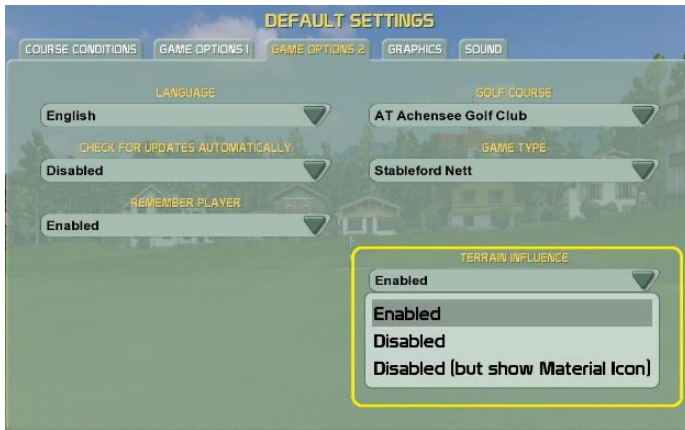 DEFAULT SETTINGS
COURSE CONDITIONS
GAME OPTIONS 1
GAME OPTIONS 2
GRAPHICS
SOUND
LANGUAGE
English
CHECK FOR UPDATES AUTOMATICALLY
Disabled
REMEMBER PLAYER
Enabled
GOLF COURSE
AT Achensee Golf Club
GAME TYPE
Stableford Nett
TERRAIN INFLUENCE
Enabled
Enabled
Disabled
Disabled (but show Material Icon)